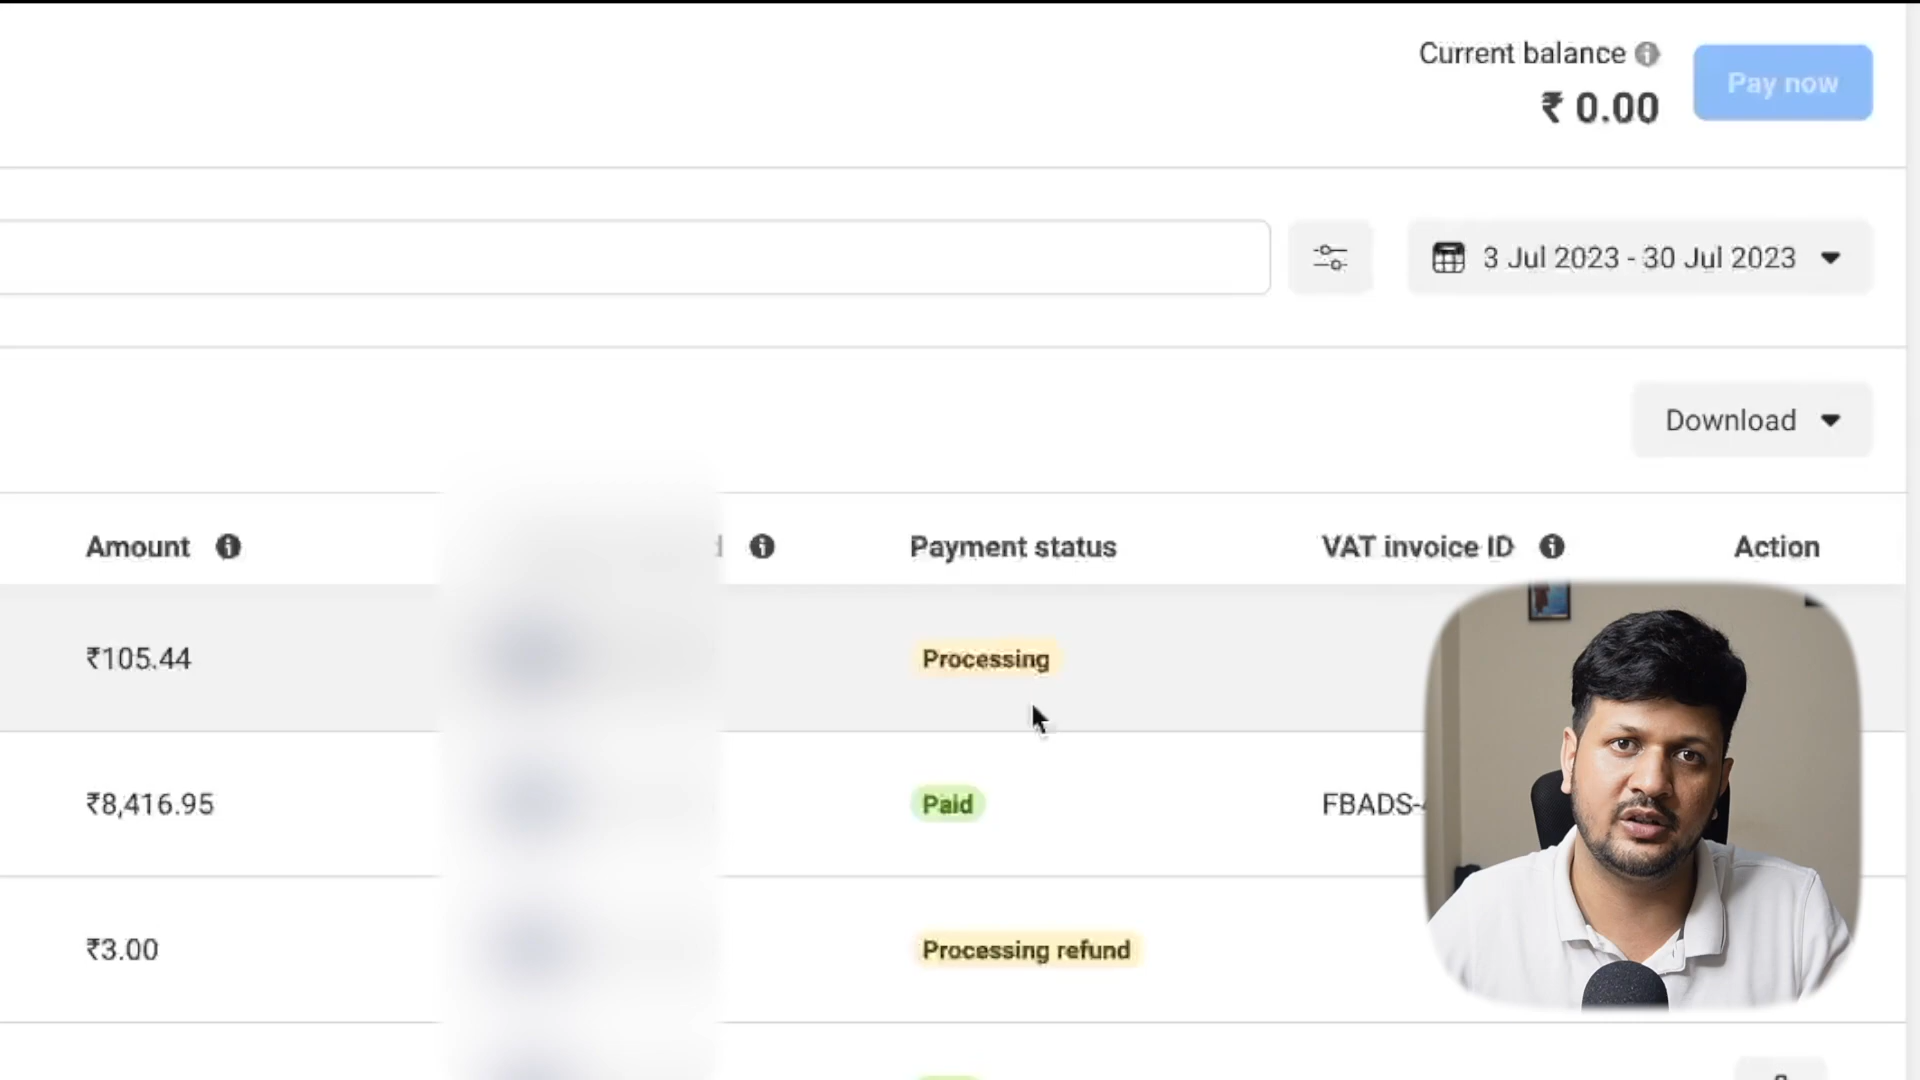 Current balance
₹ 0.00
Pay now
3 Jul 2023 - 30 Jul 2023
Download
Amount
Payment status
VAT invoice ID
Action
₹105.44
Processing
₹8,416.95
Paid
FBADS-
₹3.00
Processing refund